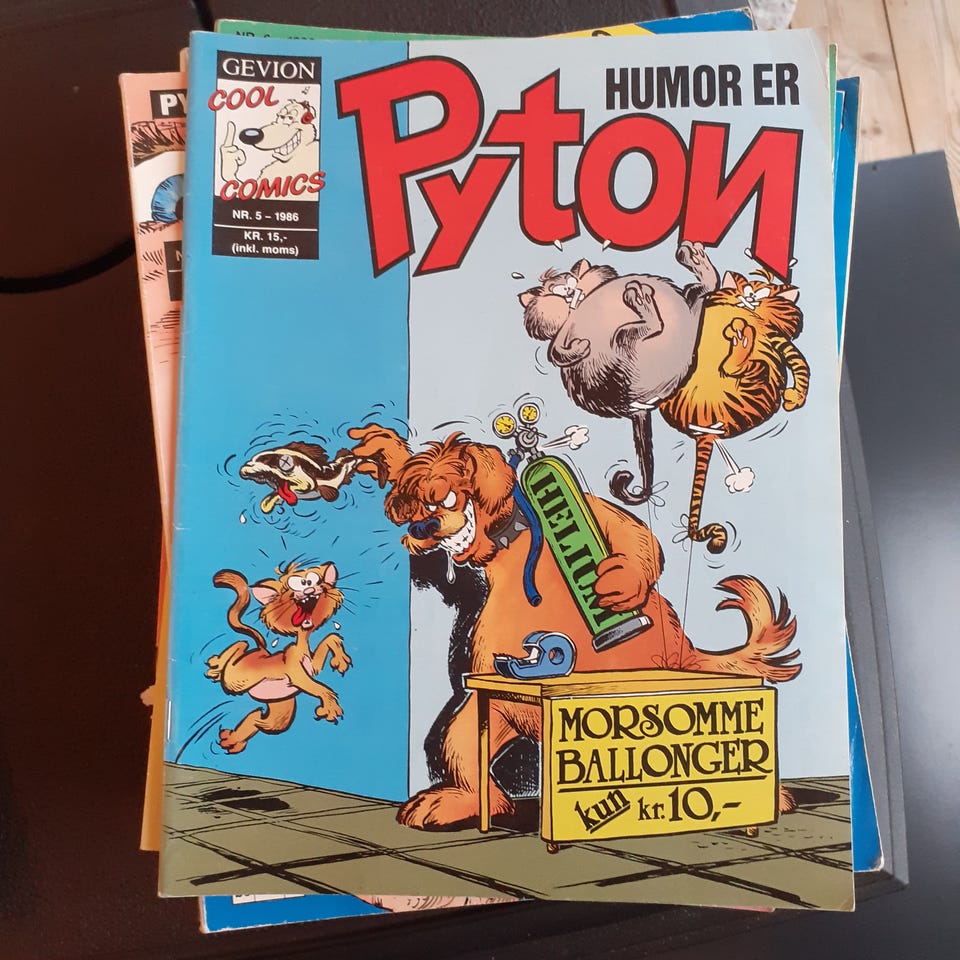 GEVION
COOL
COMICS
NR. 5 – 1986
KR. 15,-
(inkl. moms)
HUMOR ER
Pyton
HELIUM
MORSOMME
BALLONGER
kun kr. 10,-